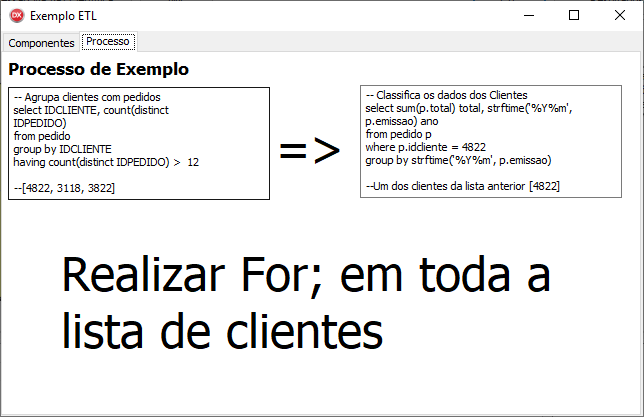 DX Exemplo ETL
Componentes Processo
Processo de Exemplo
-- Agrupa clientes com pedidos
select IDCLIENTE, count(distinct
IDPEDIDO)
from pedido
group by IDCLIENTE
having count(distinct IDPEDIDO) > 12
--[4822, 3118, 3822]
=>
-- Classifica os dados dos Clientes
select sum(p.total) total, strftime('%Y%m',
p.emissao) ano
from pedido p
where p.idcliente = 4822
group by strftime('%Y%m', p.emissao)
--Um dos clientes da lista anterior [4822]
Realizar For; em toda a
lista de clientes